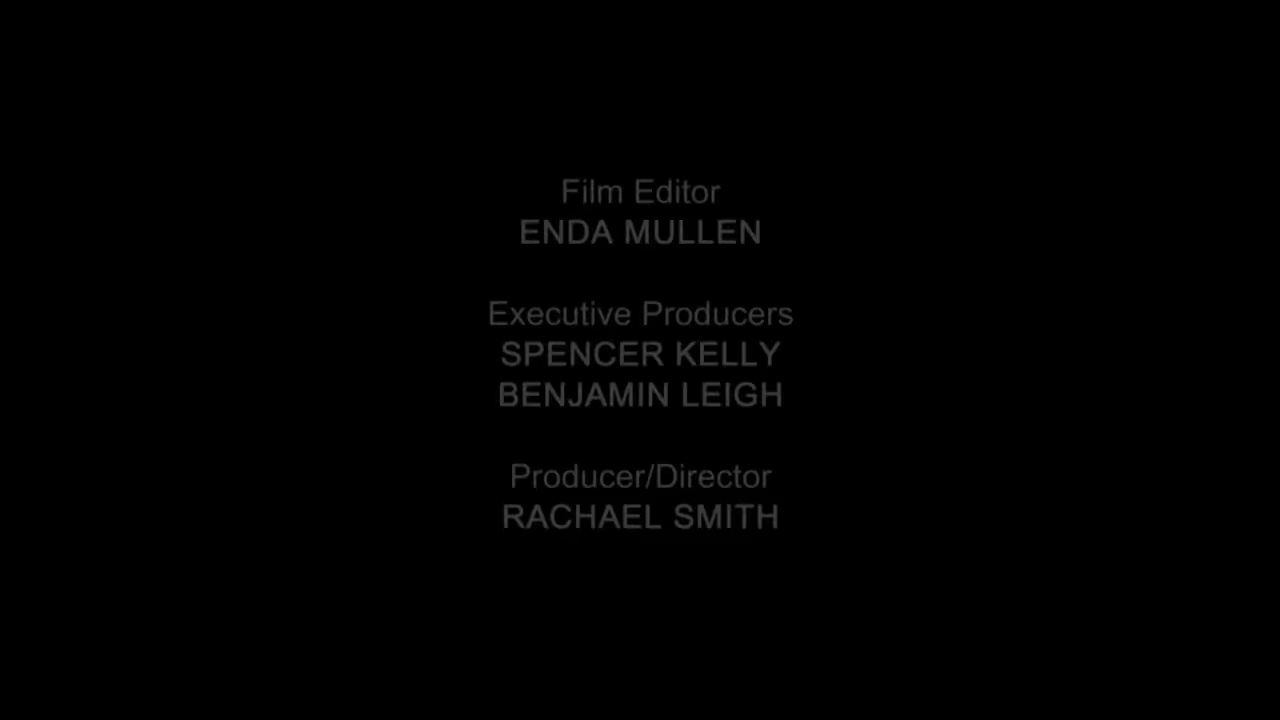 Film Editor
ENDA MULLEN
Executive Producers
SPENCER KELLY
BENJAMIN LEIGH
Producer/Director
RACHAEL SMITH